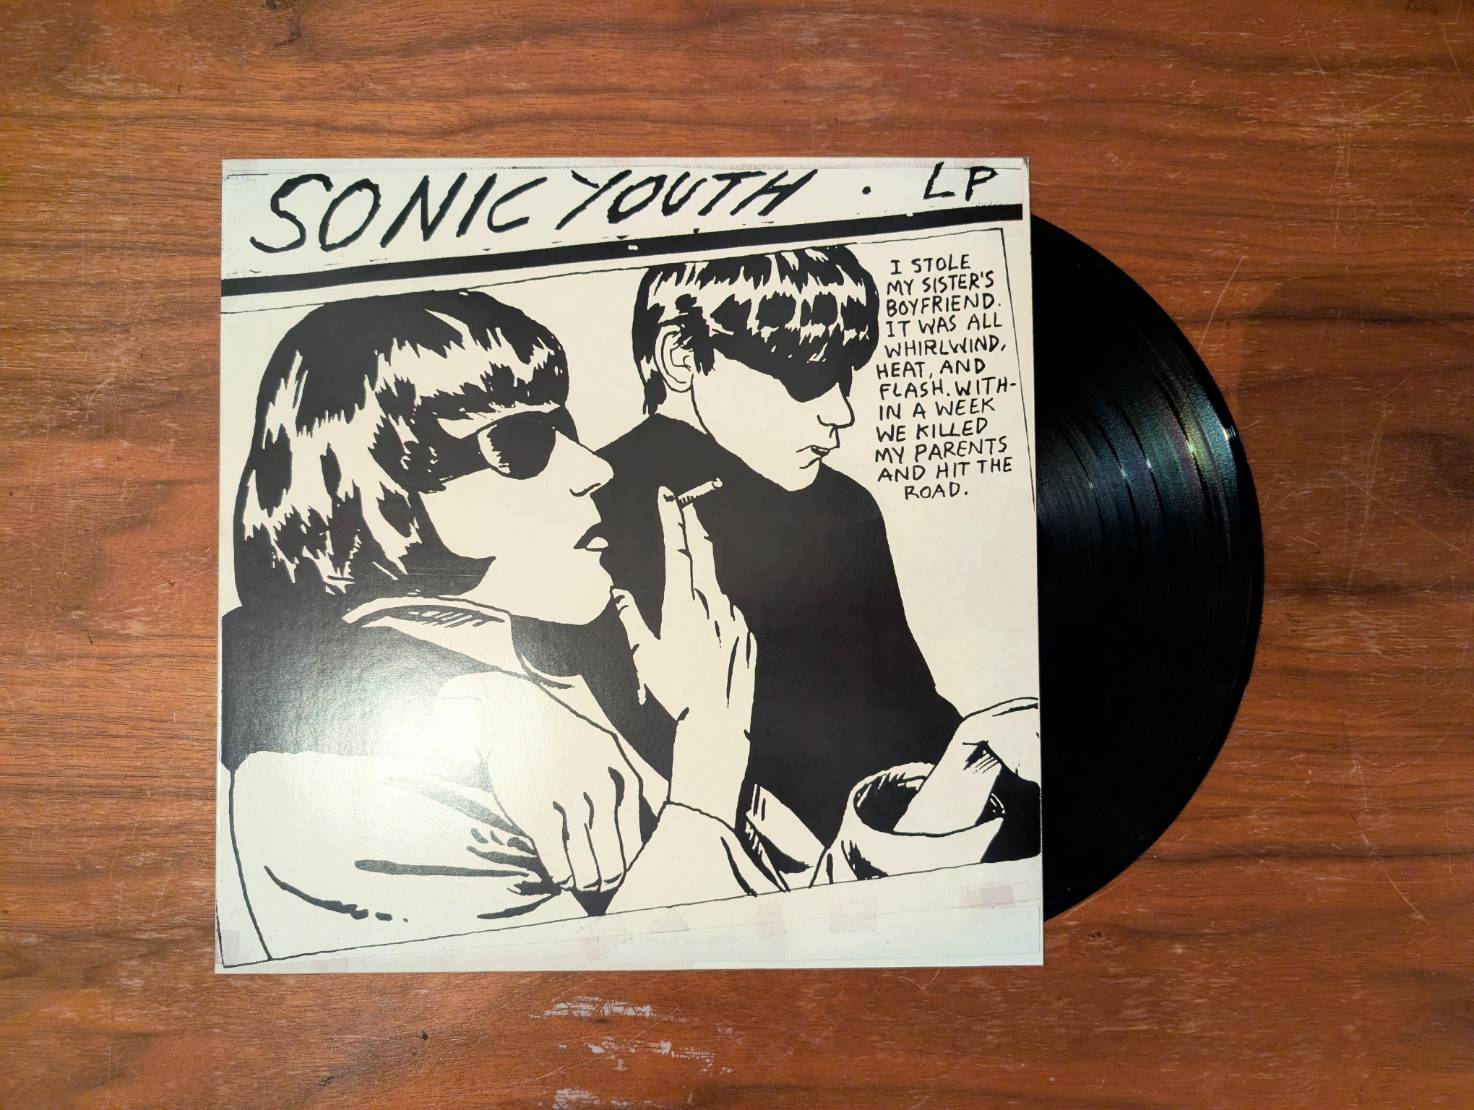 SONIC YOUTH · LP
I STOLE
MY SISTER'S
BOYFRIEND.
IT WAS ALL
WHIRLWIND,
HEAT, AND
FLASH. WITH-
IN A WEEK
WE KILLED
MY PARENTS
AND HIT THE
ROAD.